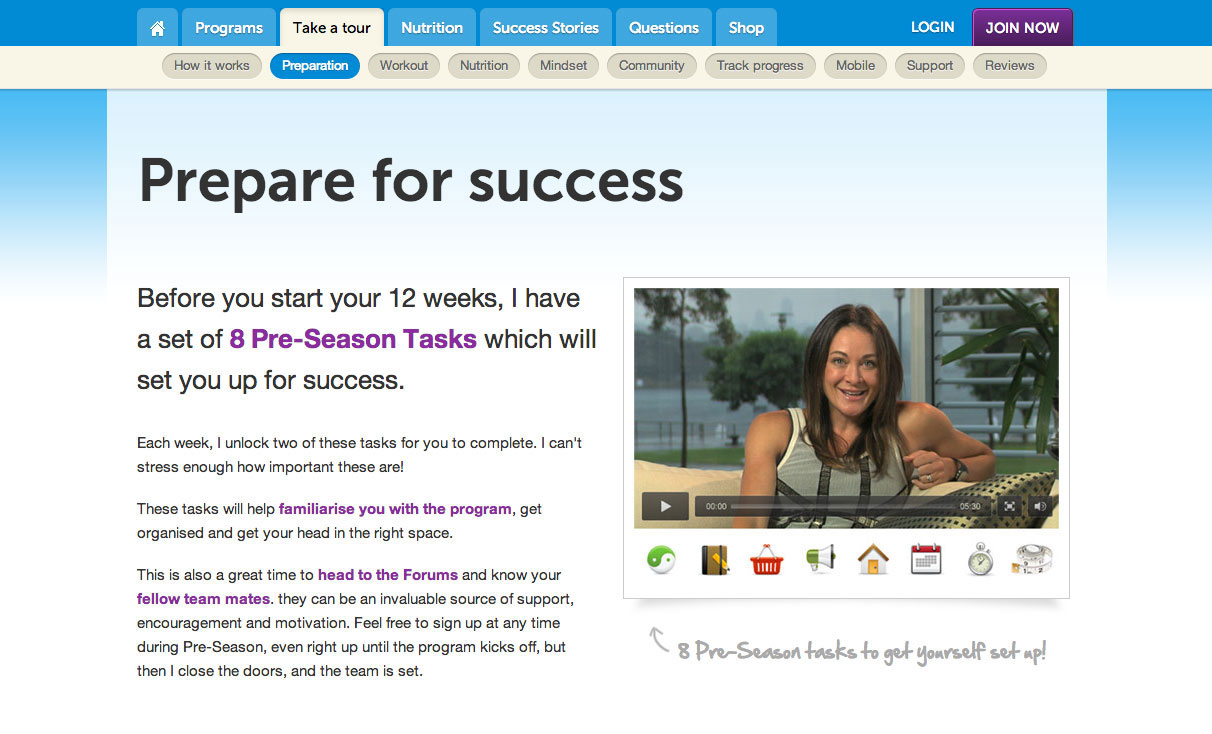 Programs
Take a tour
Nutrition
Success Stories
Questions
Shop
LOGIN
JOIN NOW
How it works
Preparation
Workout
Nutrition
Mindset
Community
Track progress
Mobile
Support
Reviews
Prepare for success
Before you start your 12 weeks, I have
a set of 8 Pre-Season Tasks which will
set you up for success.
Each week, I unlock two of these tasks for you to complete. I can't
stress enough how important these are!
These tasks will help familiarise you with the program, get
organised and get your head in the right space.
This is also a great time to head to the Forums and know your
fellow team mates. they can be an invaluable source of support,
encouragement and motivation. Feel free to sign up at any time
during Pre-Season, even right up until the program kicks off, but
then I close the doors, and the team is set.
00:00
05:30
8 Pre-Season tasks to get yourself set up!